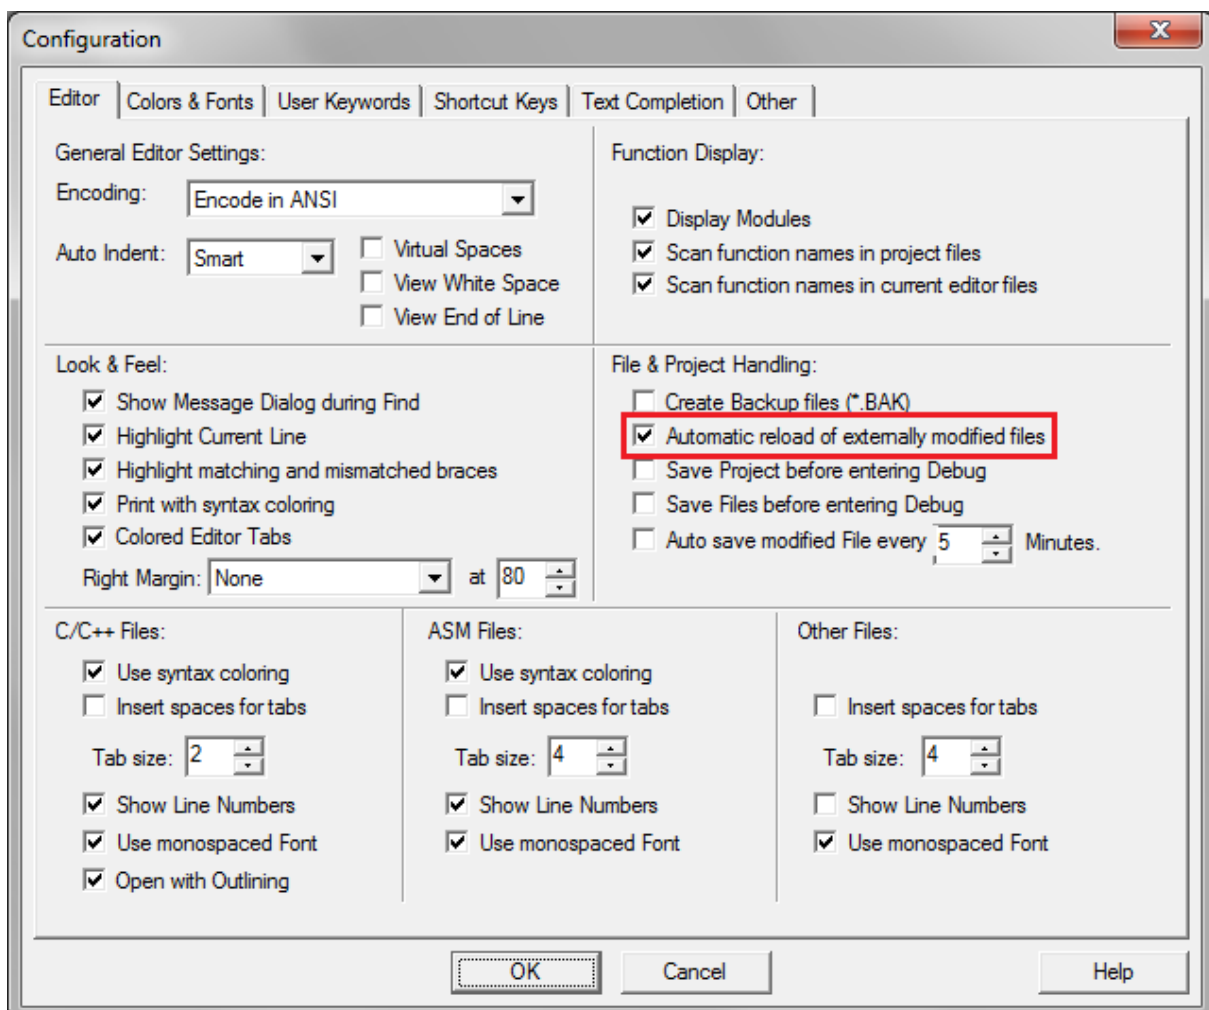 Configuration
X
Editor
Colors & Fonts
User Keywords
Shortcut Keys
Text Completion
Other
General Editor Settings:
Encoding:
Encode in ANSI
Auto Indent:
Smart
Virtual Spaces
View White Space
View End of Line
Function Display:
Display Modules
Scan function names in project files
Scan function names in current editor files
Look & Feel:
Show Message Dialog during Find
Highlight Current Line
Highlight matching and mismatched braces
Print with syntax coloring
Colored Editor Tabs
Right Margin: None at 80
File & Project Handling:
Create Backup files (*.BAK)
Automatic reload of externally modified files
Save Project before entering Debug
Save Files before entering Debug
Auto save modified File every 5 Minutes.
C/C++ Files:
Use syntax coloring
Insert spaces for tabs
Tab size: 2
Show Line Numbers
Use monospaced Font
Open with Outlining
ASM Files:
Use syntax coloring
Insert spaces for tabs
Tab size: 4
Show Line Numbers
Use monospaced Font
Other Files:
Insert spaces for tabs
Tab size: 4
Show Line Numbers
Use monospaced Font
OK
Cancel
Help